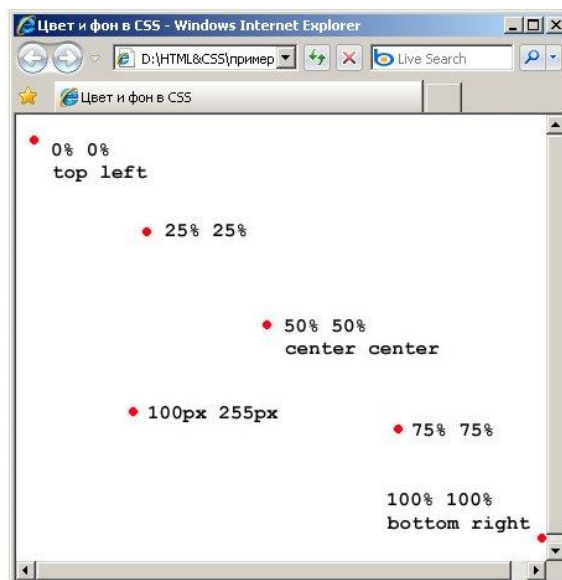 Цвет и фон в CSS - Windows Internet Explorer
D:\HTML&CSS\пример
Live Search
Цвет и фон в CSS
0% 0%
top left
25% 25%
50% 50%
center center
100px 255px
75% 75%
100% 100%
bottom right